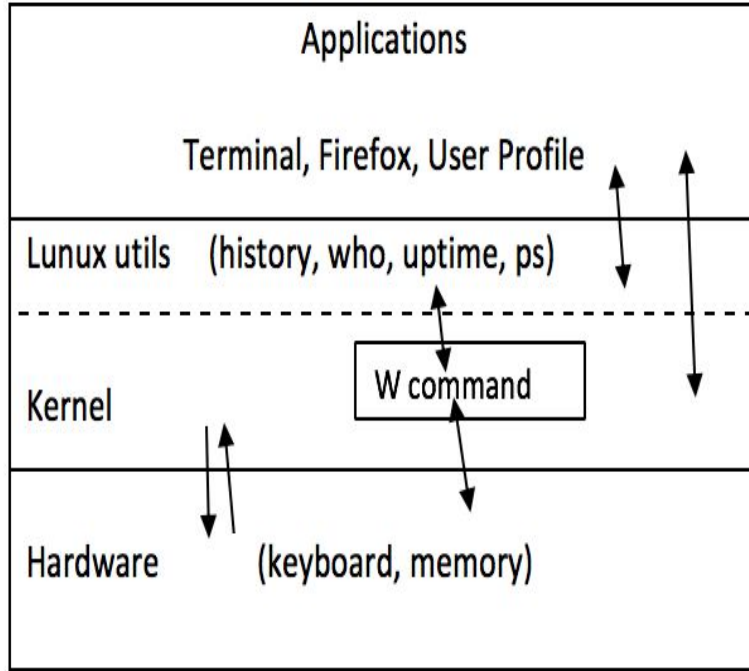 Applications
Terminal, Firefox, User Profile
Lunux utils (history, who, uptime, ps)
W command
Kernel
Hardware (keyboard, memory)